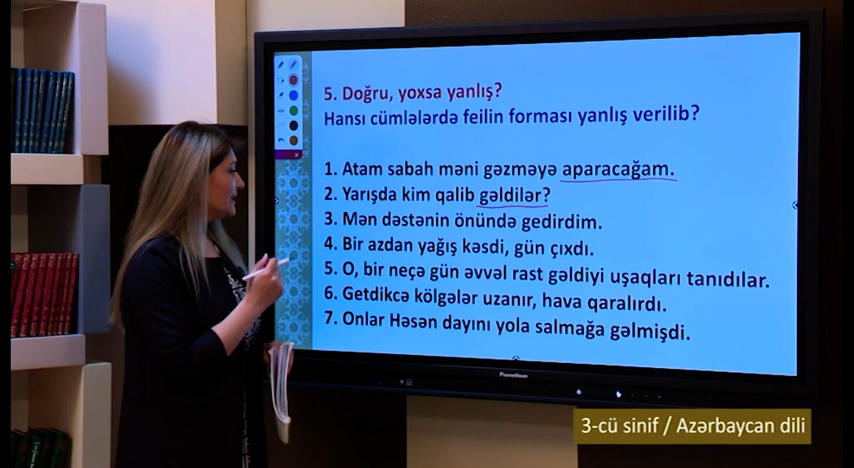 5. Doğru, yoxsa yanlış?
Hansı cümlələrdə feilin forması yanlış verilib?
1. Atam sabah məni gəzməyə aparacağam.
2. Yarışda kim qalib gəldilər?
3. Mən dəstənin önündə gedirdim.
4. Bir azdan yağış kəsdi, gün çıxdı.
5. O, bir neçə gün əvvəl rast gəldiyi uşaqları tanıdılar.
6. Getdikcə kölgələr uzanır, hava qaralırdı.
7. Onlar Həsən dayını yola salmağa gəlmişdi.
Promethean
3-cü sinif / Azərbaycan dili